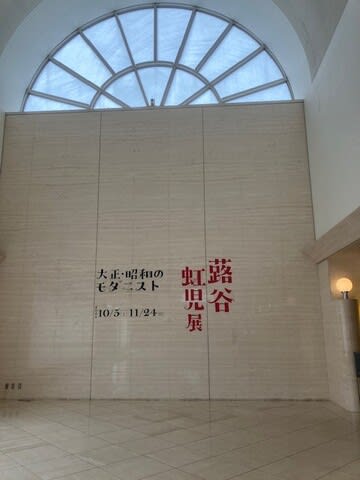 蕗谷
虹児展
大正・昭和の
モダニスト
10/5 11/24